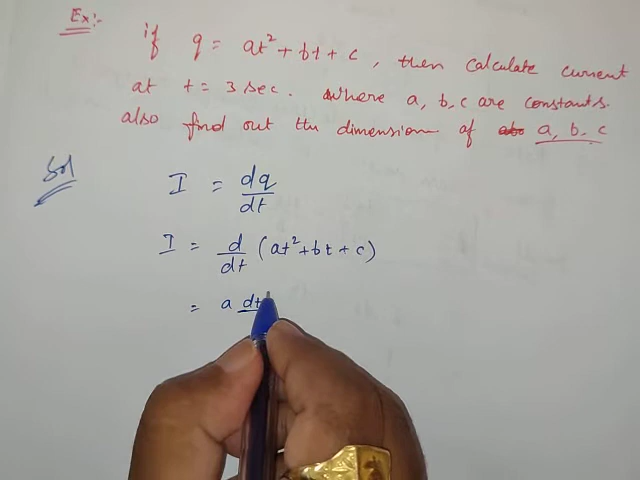 Ex:-
if q = at² + bt + c, then calculate current
at t = 3 sec. where a, b, c are constants.
also find out the dimension of a, b, c
Sol
I = dq/dt
I = d/dt (at² + bt + c)
= a dt